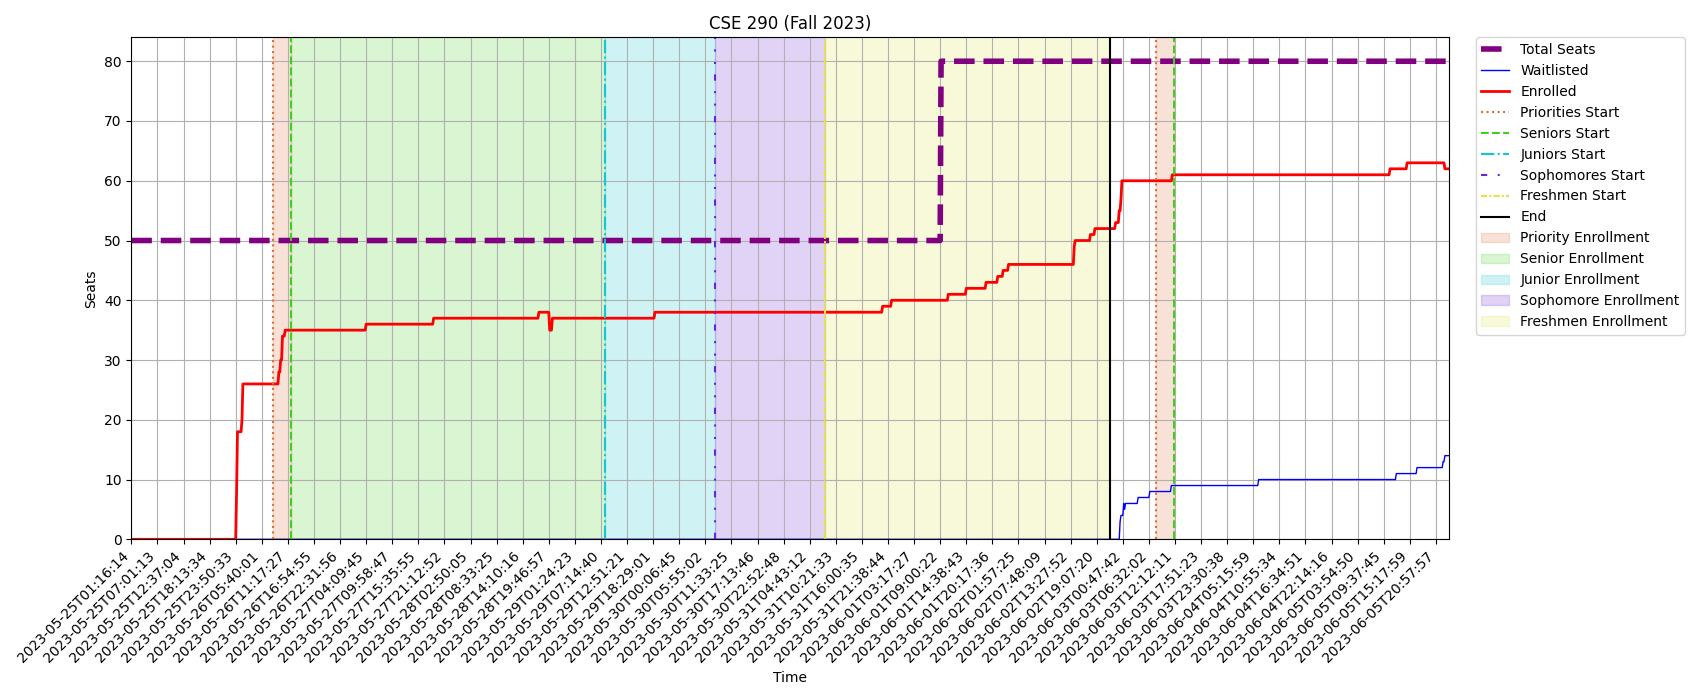 CSE 290 (Fall 2023)
80
70
60
50
40
30
20
10
0
Seats
2023-05-25T01:16:14
2023-05-25T07:01:13
2023-05-25T12:37:04
2023-05-25T18:13:34
2023-05-25T23:50:33
2023-05-26T05:40:01
2023-05-26T11:17:27
2023-05-26T16:54:55
2023-05-26T22:31:56
2023-05-27T04:09:45
2023-05-27T09:58:47
2023-05-27T15:35:55
2023-05-27T21:12:52
2023-05-28T02:50:05
2023-05-28T08:33:25
2023-05-28T14:10:16
2023-05-28T19:46:57
2023-05-29T01:24:23
2023-05-29T07:14:40
2023-05-29T12:51:21
2023-05-29T18:29:01
2023-05-30T00:06:45
2023-05-30T05:55:02
2023-05-30T11:33:25
2023-05-30T17:13:46
2023-05-30T22:52:48
2023-05-31T04:43:12
2023-05-31T10:21:33
2023-05-31T16:00:35
2023-05-31T21:38:44
2023-06-01T03:17:27
2023-06-01T09:00:22
2023-06-01T14:38:43
2023-06-01T20:17:36
2023-06-02T01:57:25
2023-06-02T07:48:09
2023-06-02T13:27:52
2023-06-02T19:07:20
2023-06-03T00:47:42
2023-06-03T06:32:02
2023-06-03T12:12:11
2023-06-03T17:51:23
2023-06-03T23:30:38
2023-06-04T05:15:59
2023-06-04T10:55:34
2023-06-04T16:34:51
2023-06-04T22:14:16
2023-06-05T03:54:50
2023-06-05T09:37:45
2023-06-05T15:17:59
2023-06-05T20:57:57
Time
Total Seats
Waitlisted
Enrolled
Priorities Start
Seniors Start
Juniors Start
Sophomores Start
Freshmen Start
End
Priority Enrollment
Senior Enrollment
Junior Enrollment
Sophomore Enrollment
Freshmen Enrollment